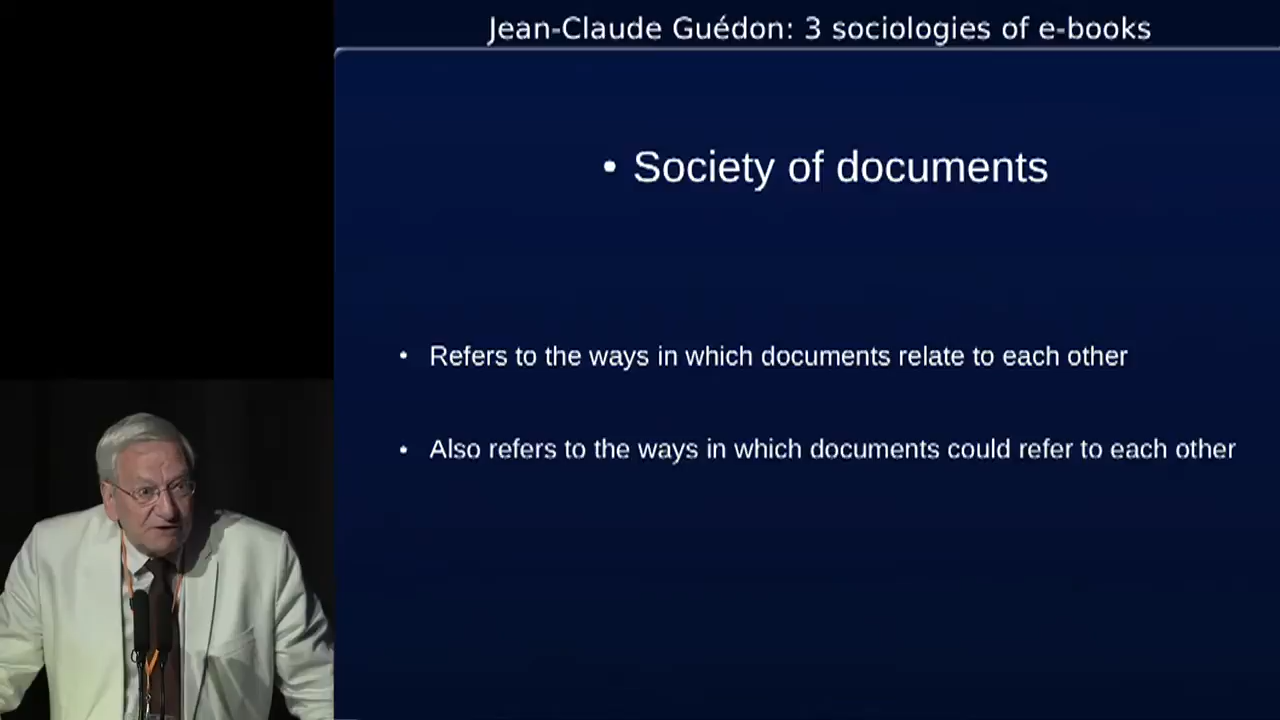 Jean-Claude Guédon: 3 sociologies of e-books
• Society of documents
• Refers to the ways in which documents relate to each other
• Also refers to the ways in which documents could refer to each other